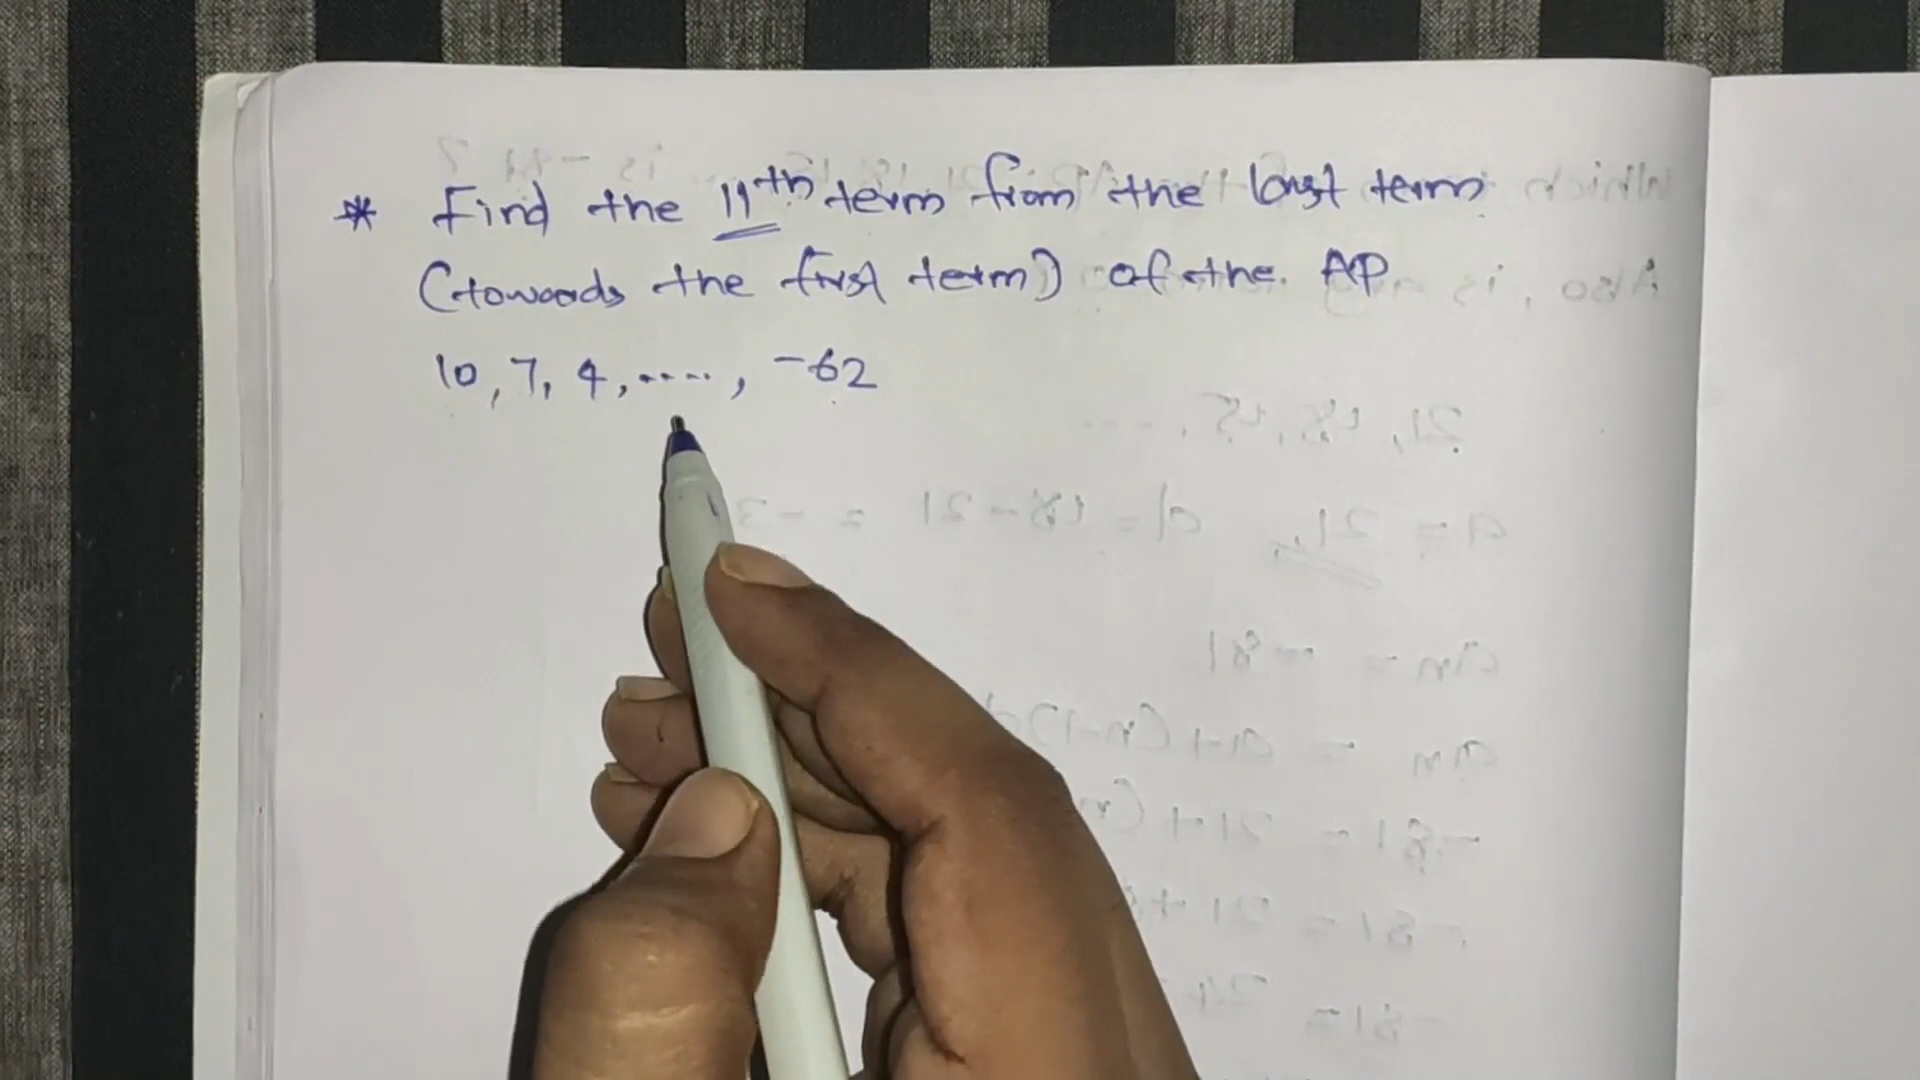 * Find the 11th term from the last term
(towards the first term) of the AP
10, 7, 4, ....., -62